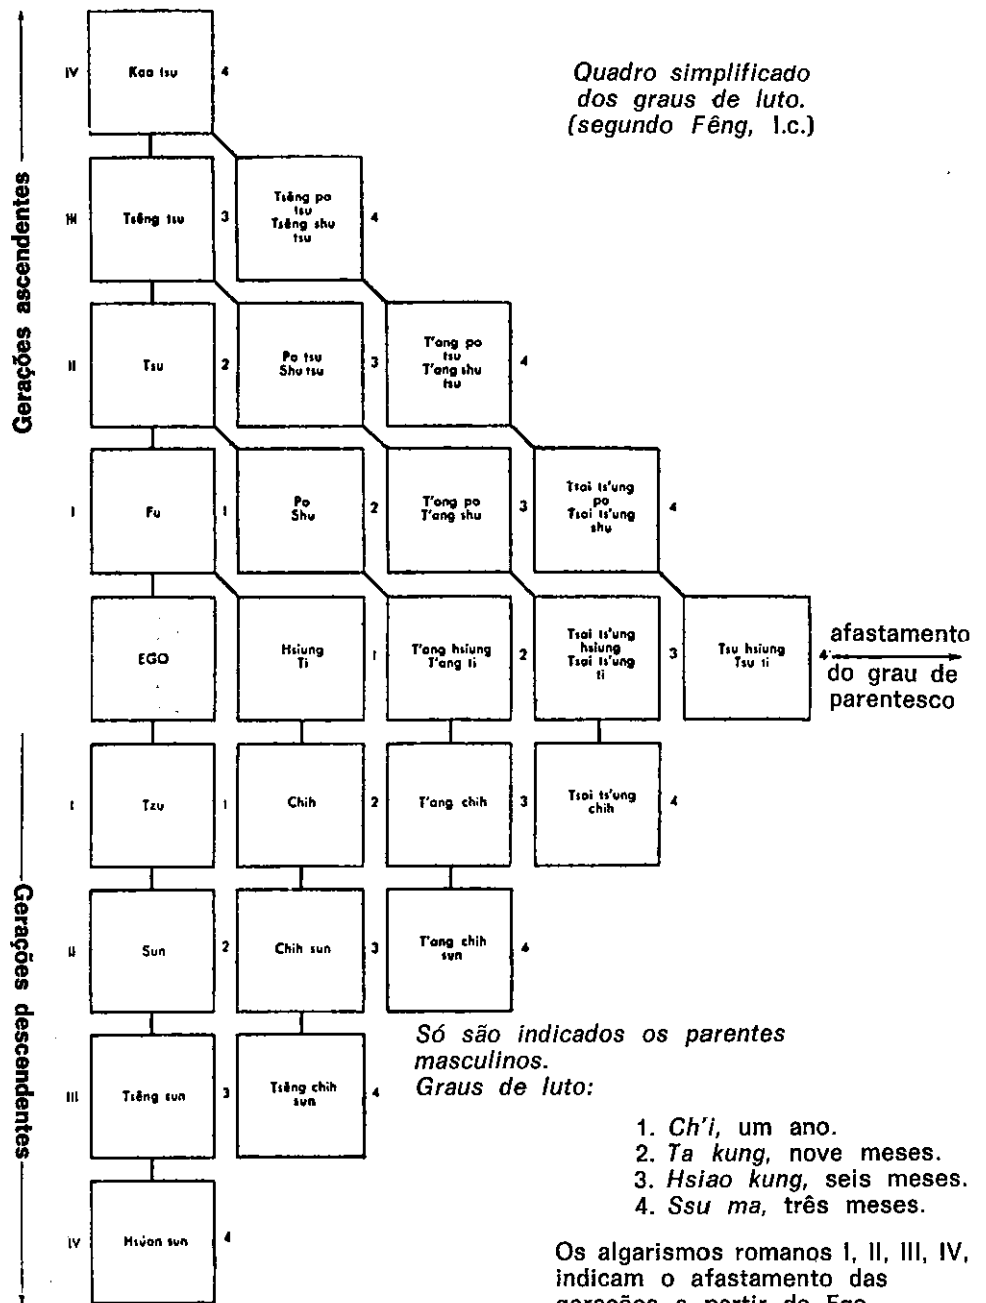 Quadro simplificado
dos graus de luto.
(segundo Fêng, l.c.)
Gerações ascendentes
IV
Kao tsu
4
III
Tsêng tsu
3
Tsêng po
tsu
Tsêng shu
tsu
4
II
Tsu
2
Po tsu
Shu tsu
3
T'ang po
tsu
T'ang shu
tsu
4
I
Fu
1
Po
Shu
2
T'ang po
T'ang shu
3
Tsai ts'ung
po
Tsai ts'ung
shu
4
EGO
Hsiung
Ti
1
T'ang hsiung
T'ang ti
2
Tsai ts'ung
hsiung
Tsai ts'ung
ti
3
Tsu hsiung
Tsu ti
4
afastamento
do grau de
parentesco
Gerações descendentes
I
Tzu
1
Chih
2
T'ang chih
3
Tsai ts'ung
chih
4
II
Sun
2
Chih sun
3
T'ang chih
sun
4
III
Tsêng sun
3
Tsêng chih
sun
4
IV
Hsüan sun
4
Só são indicados os parentes
masculinos.
Graus de luto:
1. Ch'i, um ano.
2. Ta kung, nove meses.
3. Hsiao kung, seis meses.
4. Ssu ma, três meses.
Os algarismos romanos I, II, III, IV,
indicam o afastamento das
gerações a partir de Ego